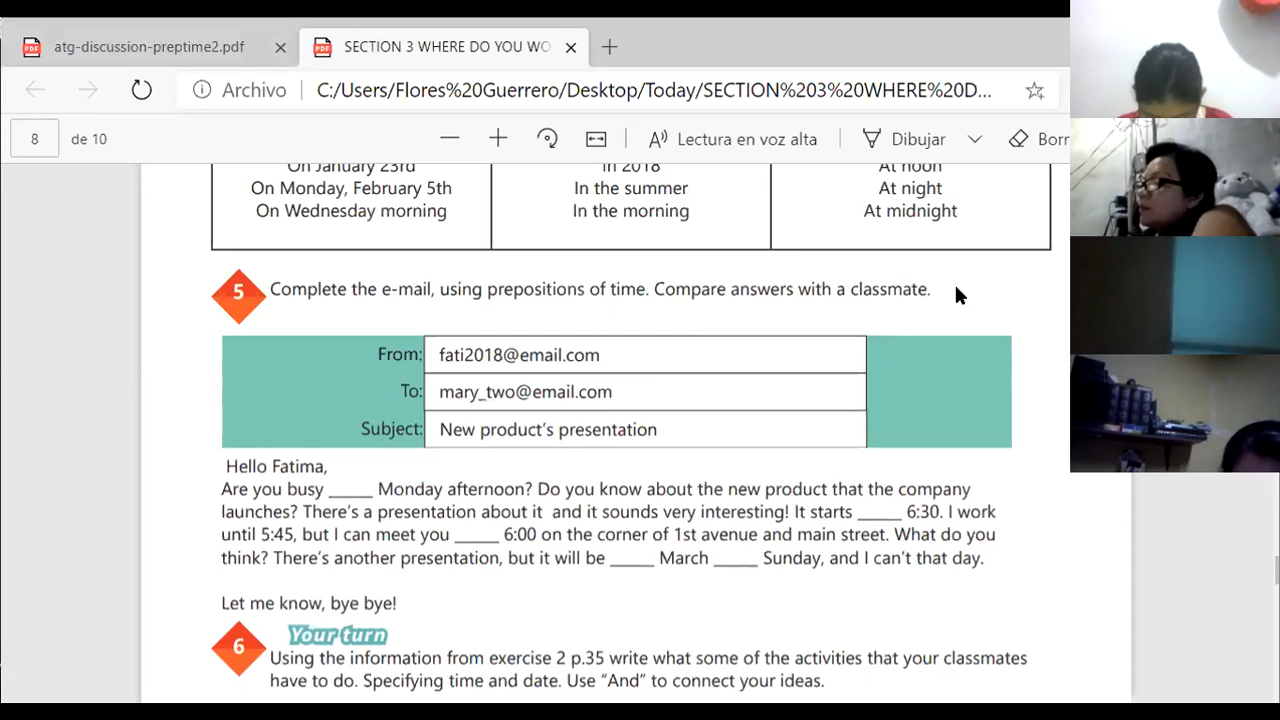 atg-discussion-preptime2.pdf
SECTION 3 WHERE DO YOU WO
Archivo
C:/Users/Flores%20Guerrero/Desktop/Today/SECTION%203%20WHERE%20D...
8 de 10
Lectura en voz alta
Dibujar
Borr
On January 23rd
In 2018
At noon
On Monday, February 5th
In the summer
At night
On Wednesday morning
In the morning
At midnight
5 Complete the e-mail, using prepositions of time. Compare answers with a classmate.
From: fati2018@email.com
To: mary_two@email.com
Subject: New product's presentation
Hello Fatima,
Are you busy _____ Monday afternoon? Do you know about the new product that the company
launches? There's a presentation about it and it sounds very interesting! It starts _____ 6:30. I work
until 5:45, but I can meet you _____ 6:00 on the corner of 1st avenue and main street. What do you
think? There's another presentation, but it will be _____ March _____ Sunday, and I can't that day.
Let me know, bye bye!
Your turn
6 Using the information from exercise 2 p.35 write what some of the activities that your classmates
have to do. Specifying time and date. Use “And” to connect your ideas.